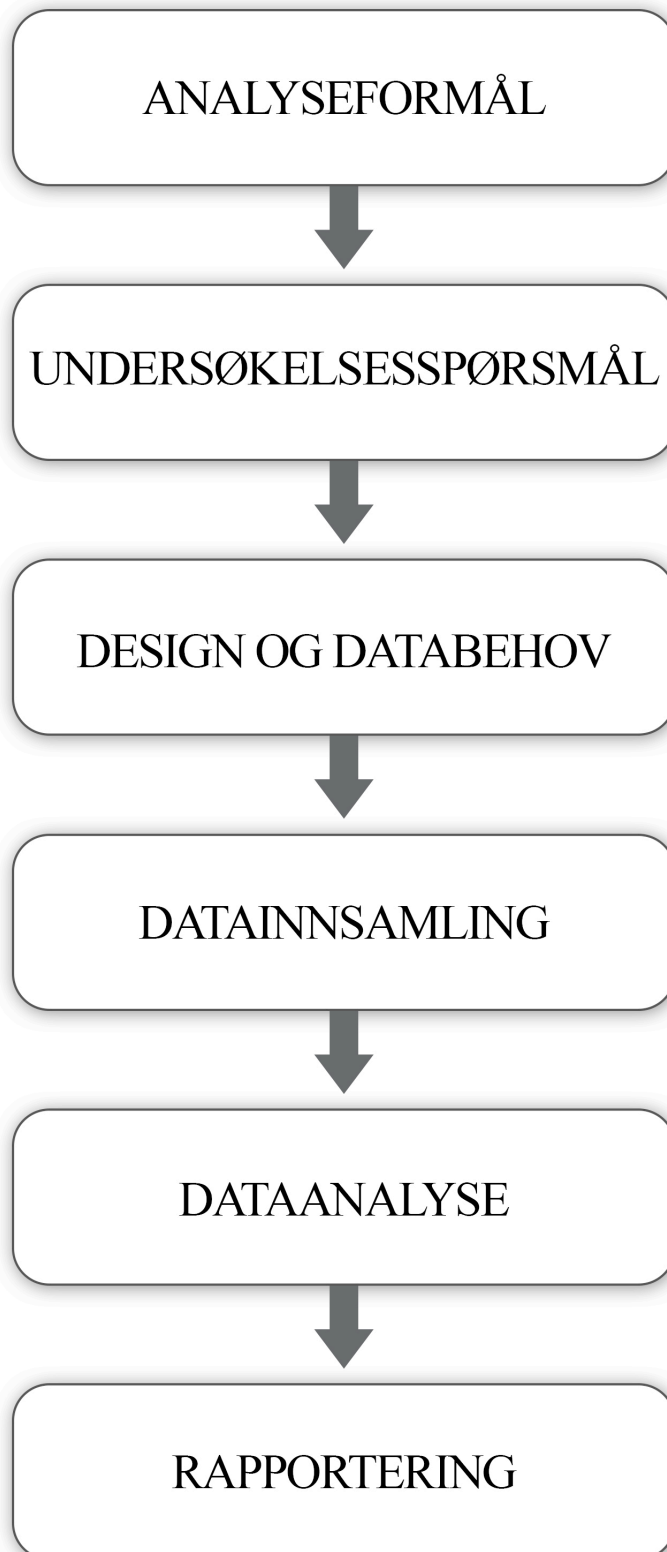 ANALYSEFORMÅL
UNDERSØKELSESSPØRSMÅL
DESIGN OG DATABEHOV
DATAINNSAMLING
DATAANALYSE
RAPPORTERING